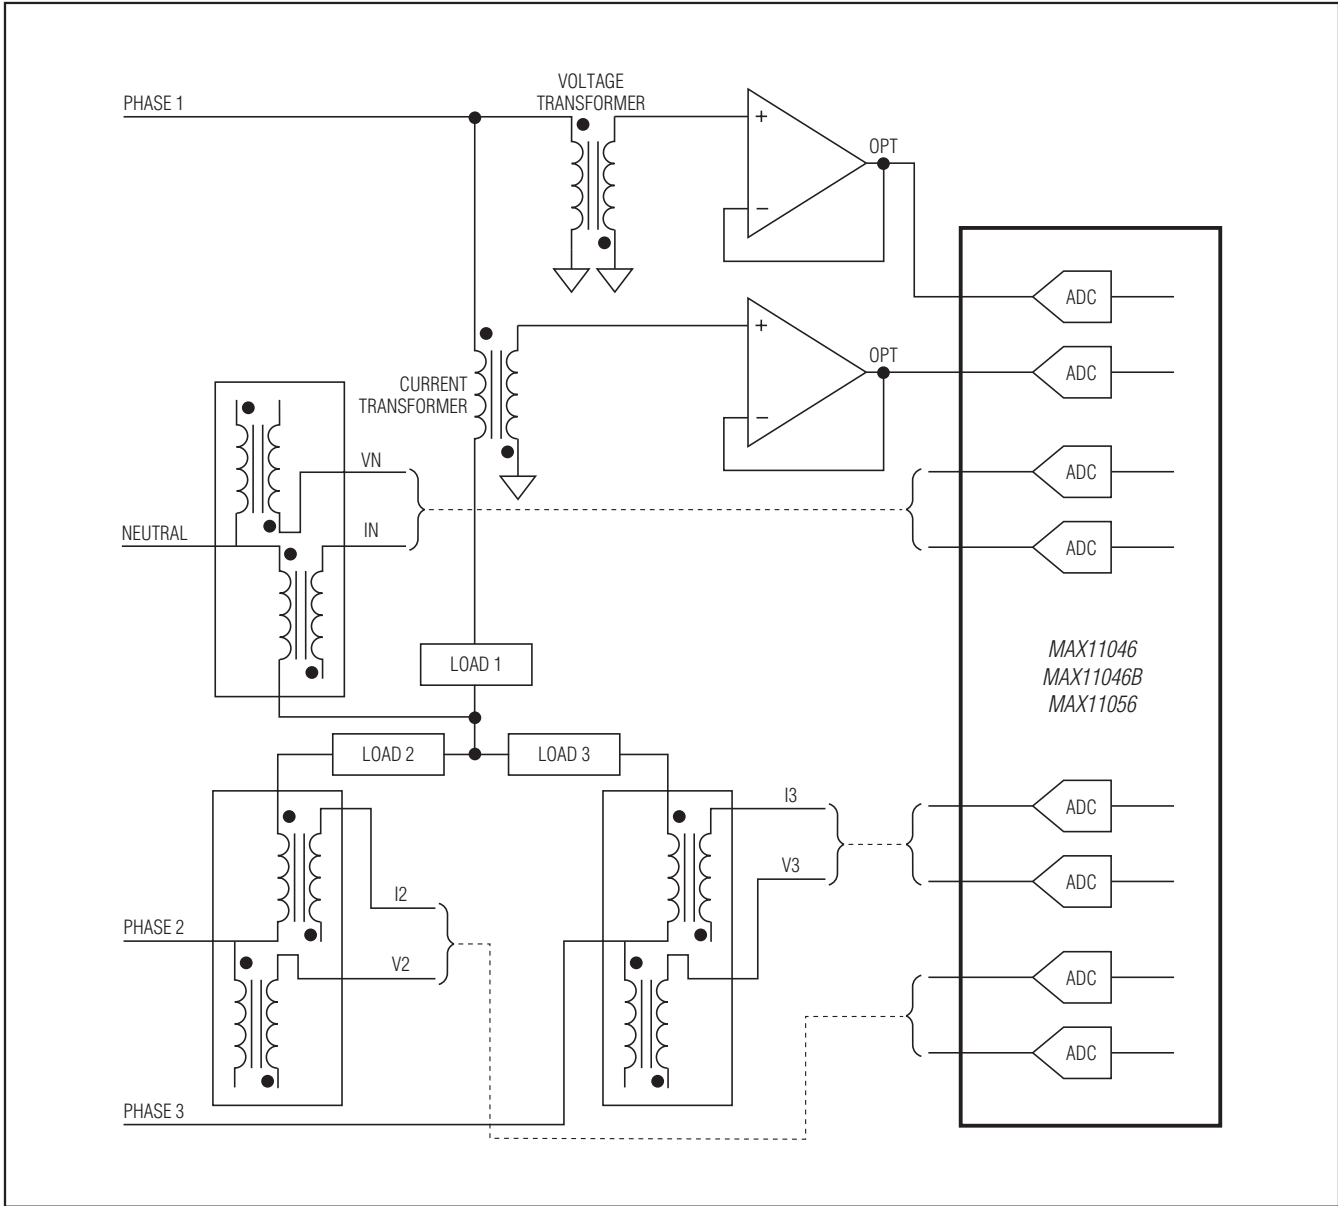 VOLTAGE
TRANSFORMER
PHASE 1
+
OPT
−
ADC
+
OPT
ADC
CURRENT
TRANSFORMER
−
VN
ADC
NEUTRAL
IN
ADC
LOAD 1
MAX11046
MAX11046B
MAX11056
LOAD 2
LOAD 3
I3
ADC
V3
ADC
I2
PHASE 2
V2
ADC
ADC
PHASE 3